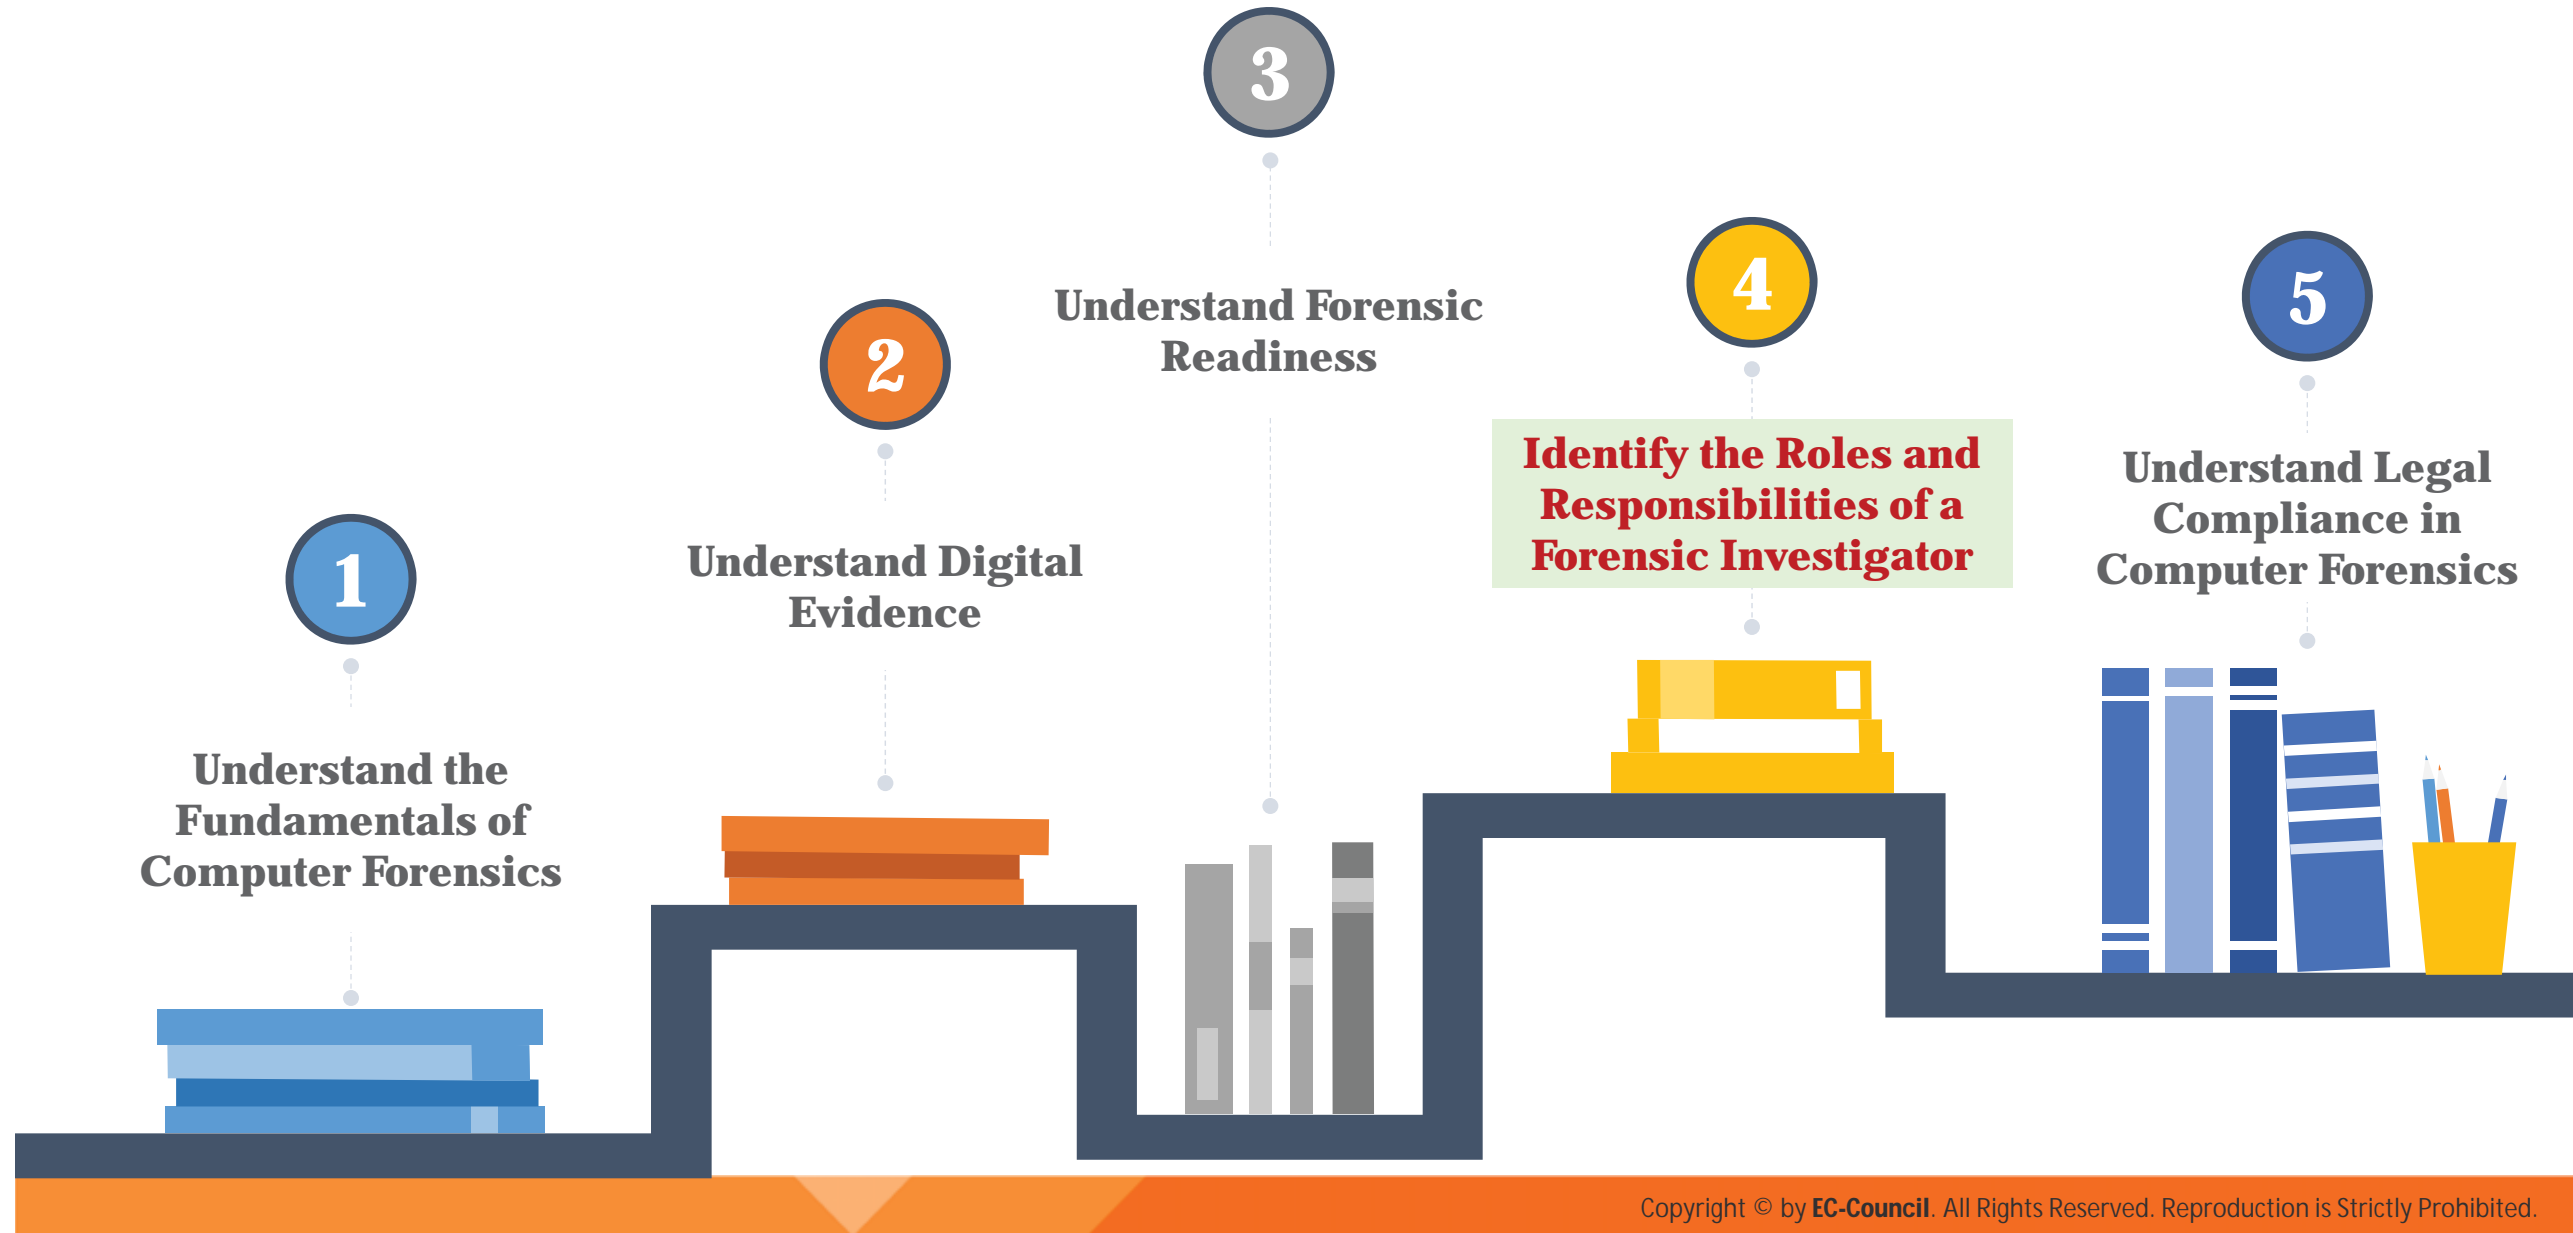 1
Understand the
Fundamentals of
Computer Forensics
2
Understand Digital
Evidence
3
Understand Forensic
Readiness
4
Identify the Roles and
Responsibilities of a
Forensic Investigator
5
Understand Legal
Compliance in
Computer Forensics
Copyright © by EC-Council. All Rights Reserved. Reproduction is Strictly Prohibited.